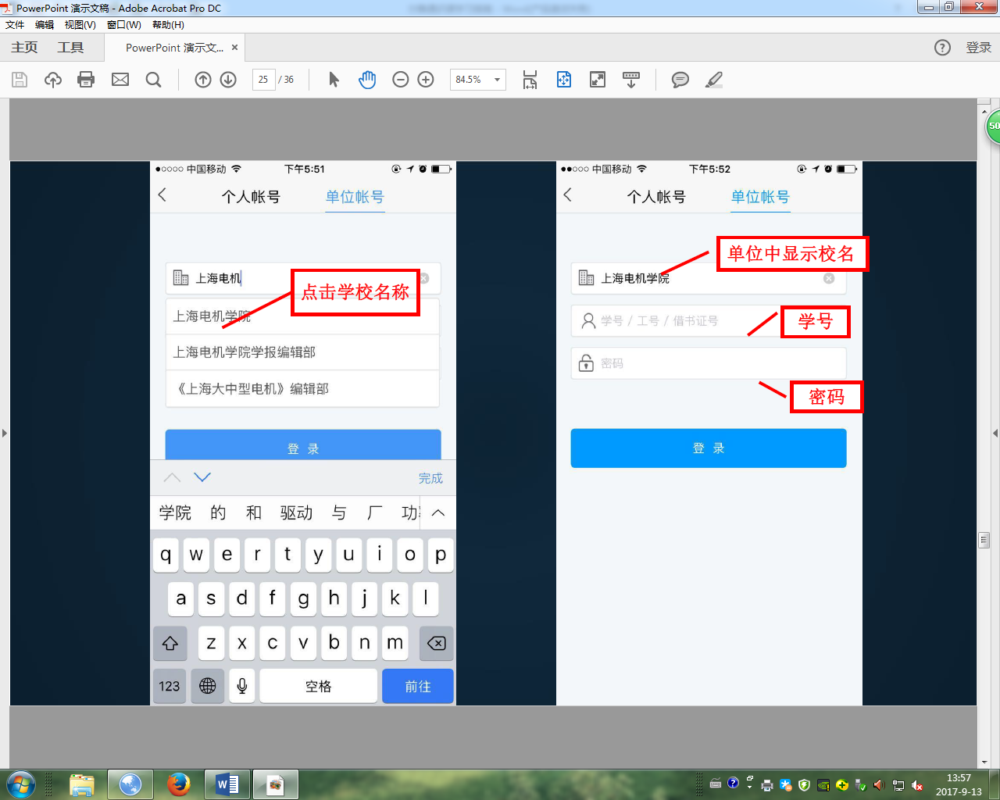 PowerPoint 演示文稿 - Adobe Acrobat Pro DC
文件 编辑 视图(V) 窗口(W) 帮助(H)
主页 工具 PowerPoint 演示文... × 登录
25 / 36 84.5%
50
中国移动 下午5:51
个人帐号 单位帐号
上海电机
点击学校名称
上海电机学院
上海电机学院学报编辑部
《上海大中型电机》编辑部
登 录
完成
学院 的 和 驱动 与 厂
q w e r t y u i o p
a s d f g h j k l
z x c v b n m
123 空格 前往
中国移动 下午5:52
个人帐号 单位帐号
单位中显示校名
上海电机学院
学号 / 工号 / 借书证号
学号
密码
密码
登 录
13:57
2017-9-13